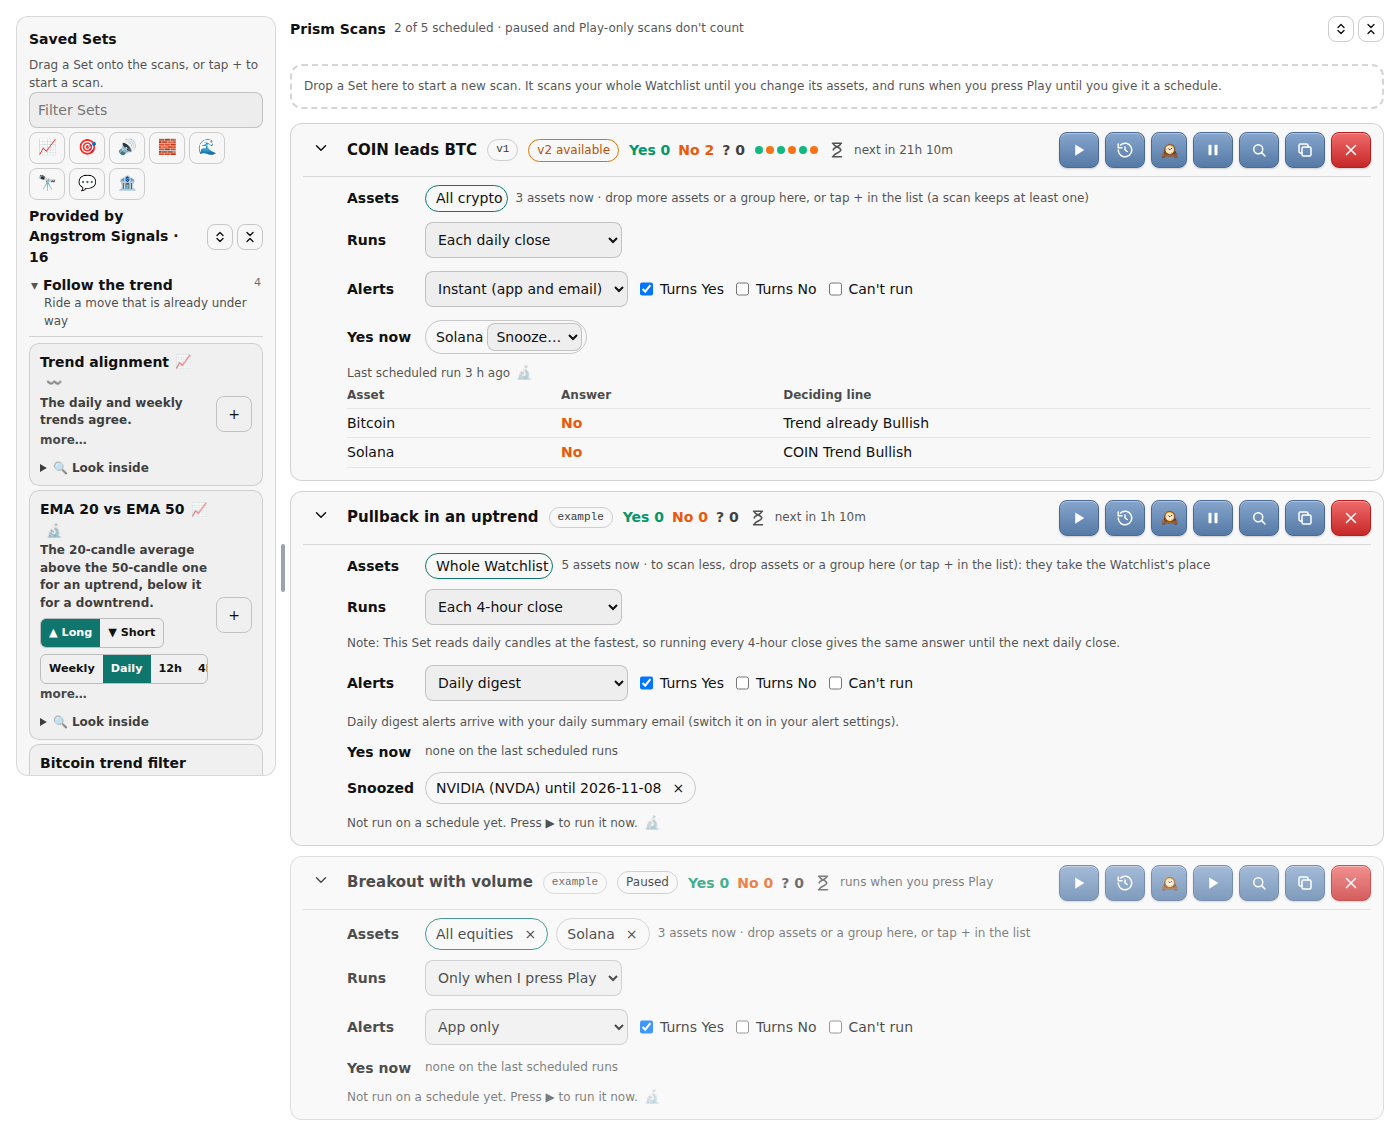 Saved Sets
Drag a Set onto the scans, or tap + to
start a scan.
Filter Sets
Provided by
Angstrom Signals ·
16
▼ Follow the trend 4
Ride a move that is already under
way
Trend alignment
The daily and weekly
trends agree.
more…
+
▶ Look inside
EMA 20 vs EMA 50
The 20-candle average
above the 50-candle one
for an uptrend, below it
for a downtrend.
+
▲ Long ▼ Short
Weekly Daily 12h
more…
▶ Look inside
Bitcoin trend filter
Prism Scans 2 of 5 scheduled · paused and Play-only scans don't count
Drop a Set here to start a new scan. It scans your whole Watchlist until you change its assets, and runs when you press Play until you give it a schedule.
COIN leads BTC v1 v2 available Yes 0 No 2 ? 0 next in 21h 10m
Assets All crypto 3 assets now · drop more assets or a group here, or tap + in the list (a scan keeps at least one)
Runs Each daily close
Alerts Instant (app and email) Turns Yes Turns No Can't run
Yes now Solana Snooze…
Last scheduled run 3 h ago
Asset Answer Deciding line
Bitcoin No Trend already Bullish
Solana No COIN Trend Bullish
Pullback in an uptrend example Yes 0 No 0 ? 0 next in 1h 10m
Assets Whole Watchlist 5 assets now · to scan less, drop assets or a group here (or tap + in the list): they take the Watchlist's place
Runs Each 4-hour close
Note: This Set reads daily candles at the fastest, so running every 4-hour close gives the same answer until the next daily close.
Alerts Daily digest Turns Yes Turns No Can't run
Daily digest alerts arrive with your daily summary email (switch it on in your alert settings).
Yes now none on the last scheduled runs
Snoozed NVIDIA (NVDA) until 2026-11-08 ×
Not run on a schedule yet. Press ▶ to run it now.
Breakout with volume example Paused Yes 0 No 0 ? 0 runs when you press Play
Assets All equities × Solana × 3 assets now · drop assets or a group here, or tap + in the list
Runs Only when I press Play
Alerts App only Turns Yes Turns No Can't run
Yes now none on the last scheduled runs
Not run on a schedule yet. Press ▶ to run it now.